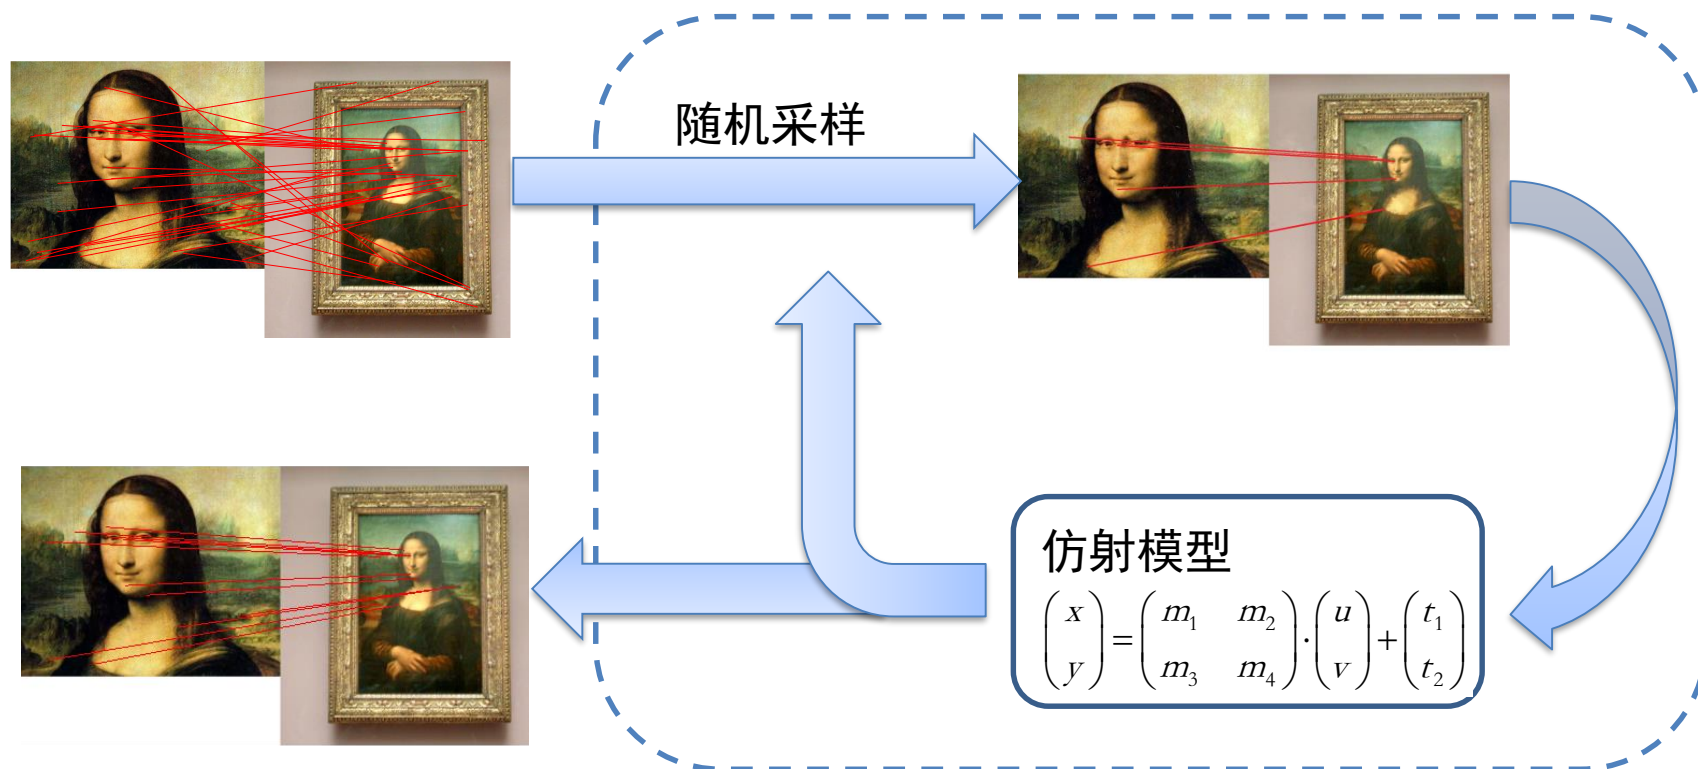 随机采样
仿射模型
(x y) = (m₁ m₂ m₃ m₄) · (u v) + (t₁ t₂)